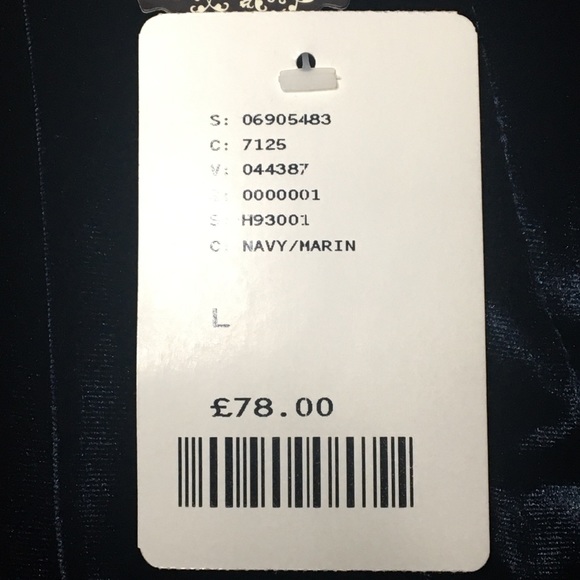 S: 06905483
C: 7125
V: 044387
: 0000001
S: H93001
C: NAVY/MARIN
L
£78.00